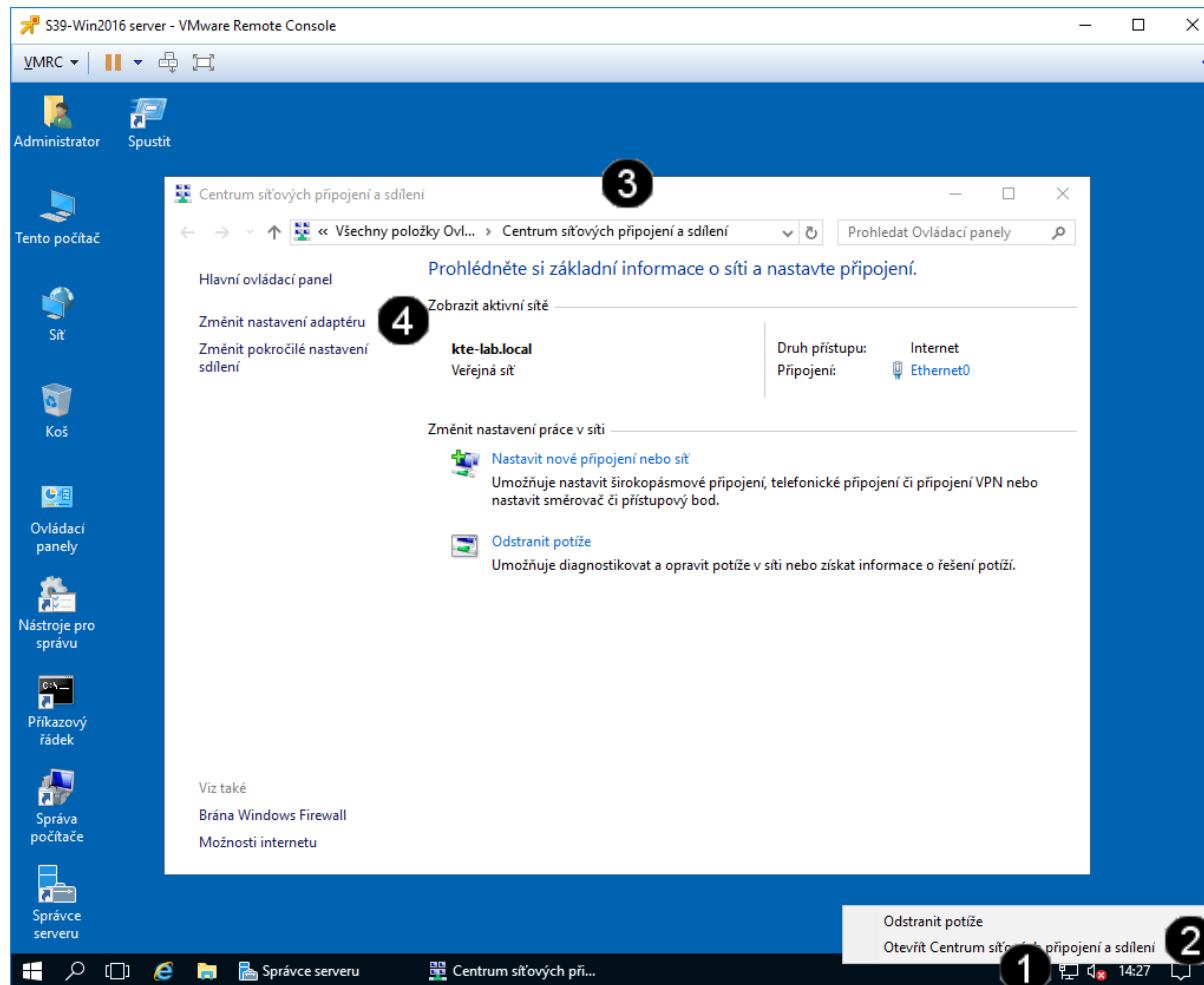 S39-Win2016 server - VMware Remote Console
VMRC
Administrator
Spustit
Tento počítač
Síť
Koš
Ovládací
panely
Nástroje pro
správu
Příkazový
řádek
Správa
počítače
Správce
serveru
3
Centrum síťových připojení a sdílení
« Všechny položky Ovl... > Centrum síťových připojení a sdílení
Prohledat Ovládací panely
Hlavní ovládací panel
Změnit nastavení adaptéru
4
Změnit pokročilé nastavení
sdílení
Prohlédněte si základní informace o síti a nastavte připojení.
Zobrazit aktivní sítě
kte-lab.local
Veřejná síť
Druh přístupu: Internet
Připojení: Ethernet0
Změnit nastavení práce v síti
Nastavit nové připojení nebo síť
Umožňuje nastavit širokopásmové připojení, telefonické připojení či připojení VPN nebo
nastavit směrovač či přístupový bod.
Odstranit potíže
Umožňuje diagnostikovat a opravit potíže v síti nebo získat informace o řešení potíží.
Viz také
Brána Windows Firewall
Možnosti internetu
Odstranit potíže
Otevřít Centrum síťových připojení a sdílení
2
1
Správce serveru
Centrum síťových při...
14:27